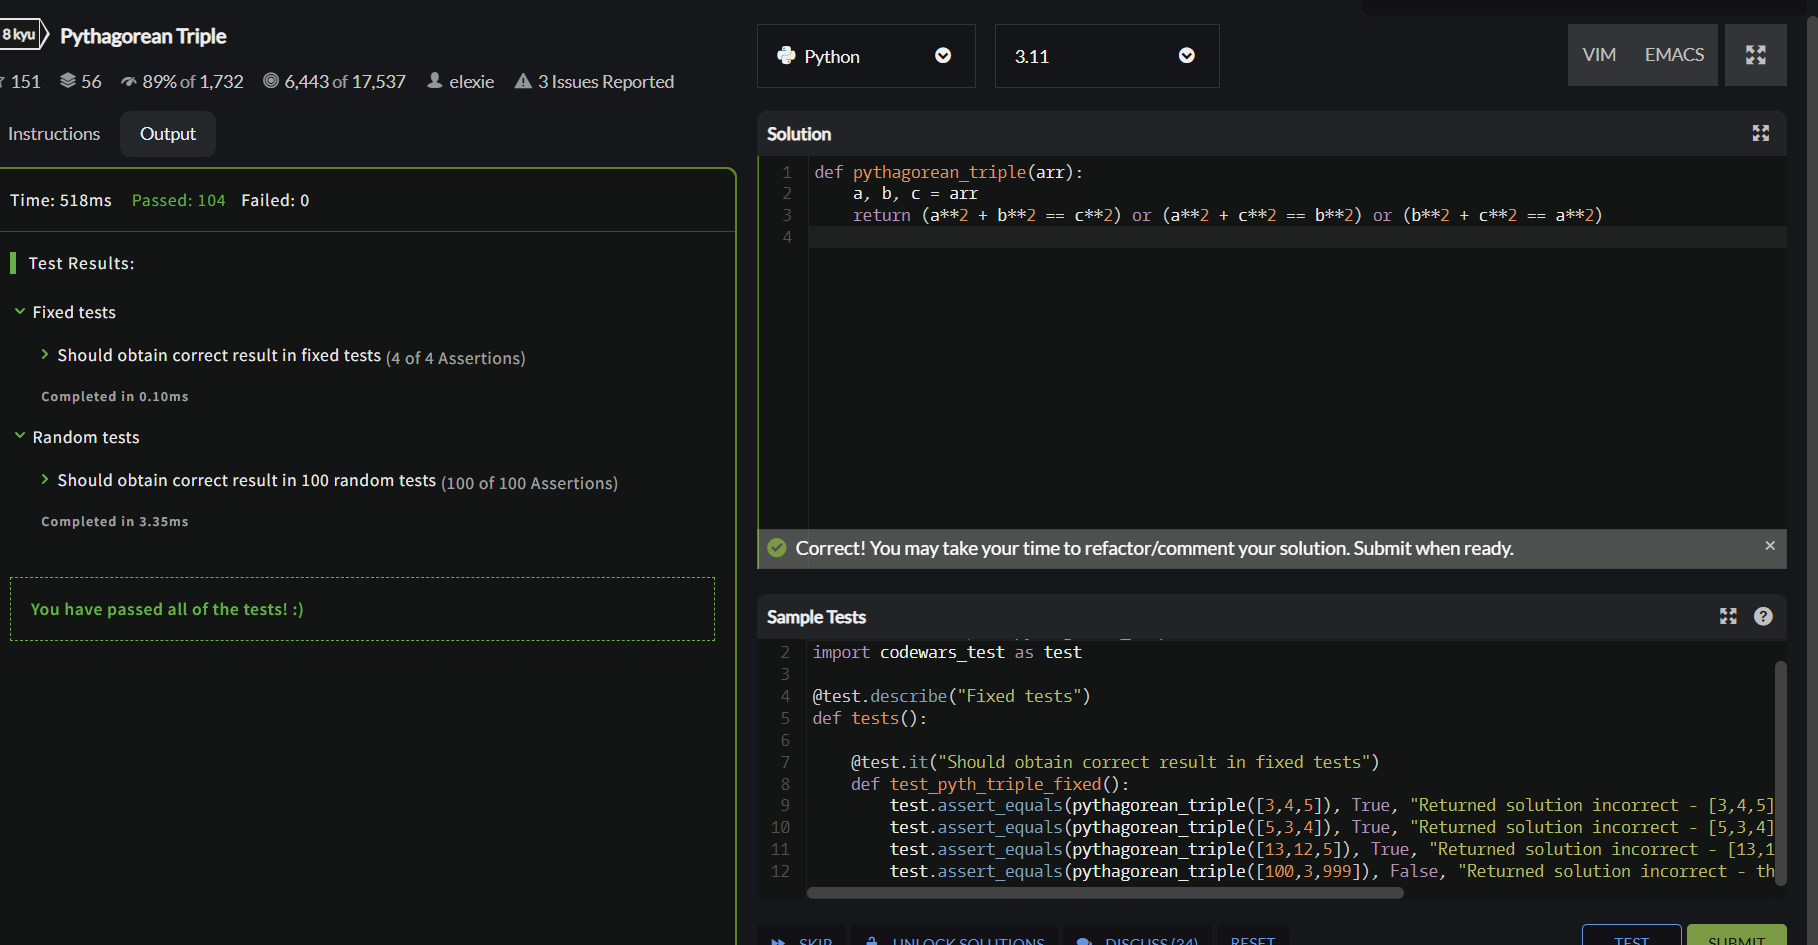 8 kyu Pythagorean Triple
151 56 89% of 1,732 6,443 of 17,537 elexie 3 Issues Reported
Instructions Output
Time: 518ms Passed: 104 Failed: 0
Test Results:
Fixed tests
Should obtain correct result in fixed tests (4 of 4 Assertions)
Completed in 0.10ms
Random tests
Should obtain correct result in 100 random tests (100 of 100 Assertions)
Completed in 3.35ms
You have passed all of the tests! :)
Python 3.11 VIM EMACS
Solution
1 def pythagorean_triple(arr):
2     a, b, c = arr
3     return (a**2 + b**2 == c**2) or (a**2 + c**2 == b**2) or (b**2 + c**2 == a**2)
4
Correct! You may take your time to refactor/comment your solution. Submit when ready. ×
Sample Tests ?
2 import codewars_test as test
3
4 @test.describe("Fixed tests")
5 def tests():
6
7     @test.it("Should obtain correct result in fixed tests")
8     def test_pyth_triple_fixed():
9         test.assert_equals(pythagorean_triple([3,4,5]), True, "Returned solution incorrect - [3,4,5]
10         test.assert_equals(pythagorean_triple([5,3,4]), True, "Returned solution incorrect - [5,3,4]
11         test.assert_equals(pythagorean_triple([13,12,5]), True, "Returned solution incorrect - [13,1
12         test.assert_equals(pythagorean_triple([100,3,999]), False, "Returned solution incorrect - th
SKIP UNLOCK SOLUTIONS DISCUSS (34) RESET TEST SUBMIT